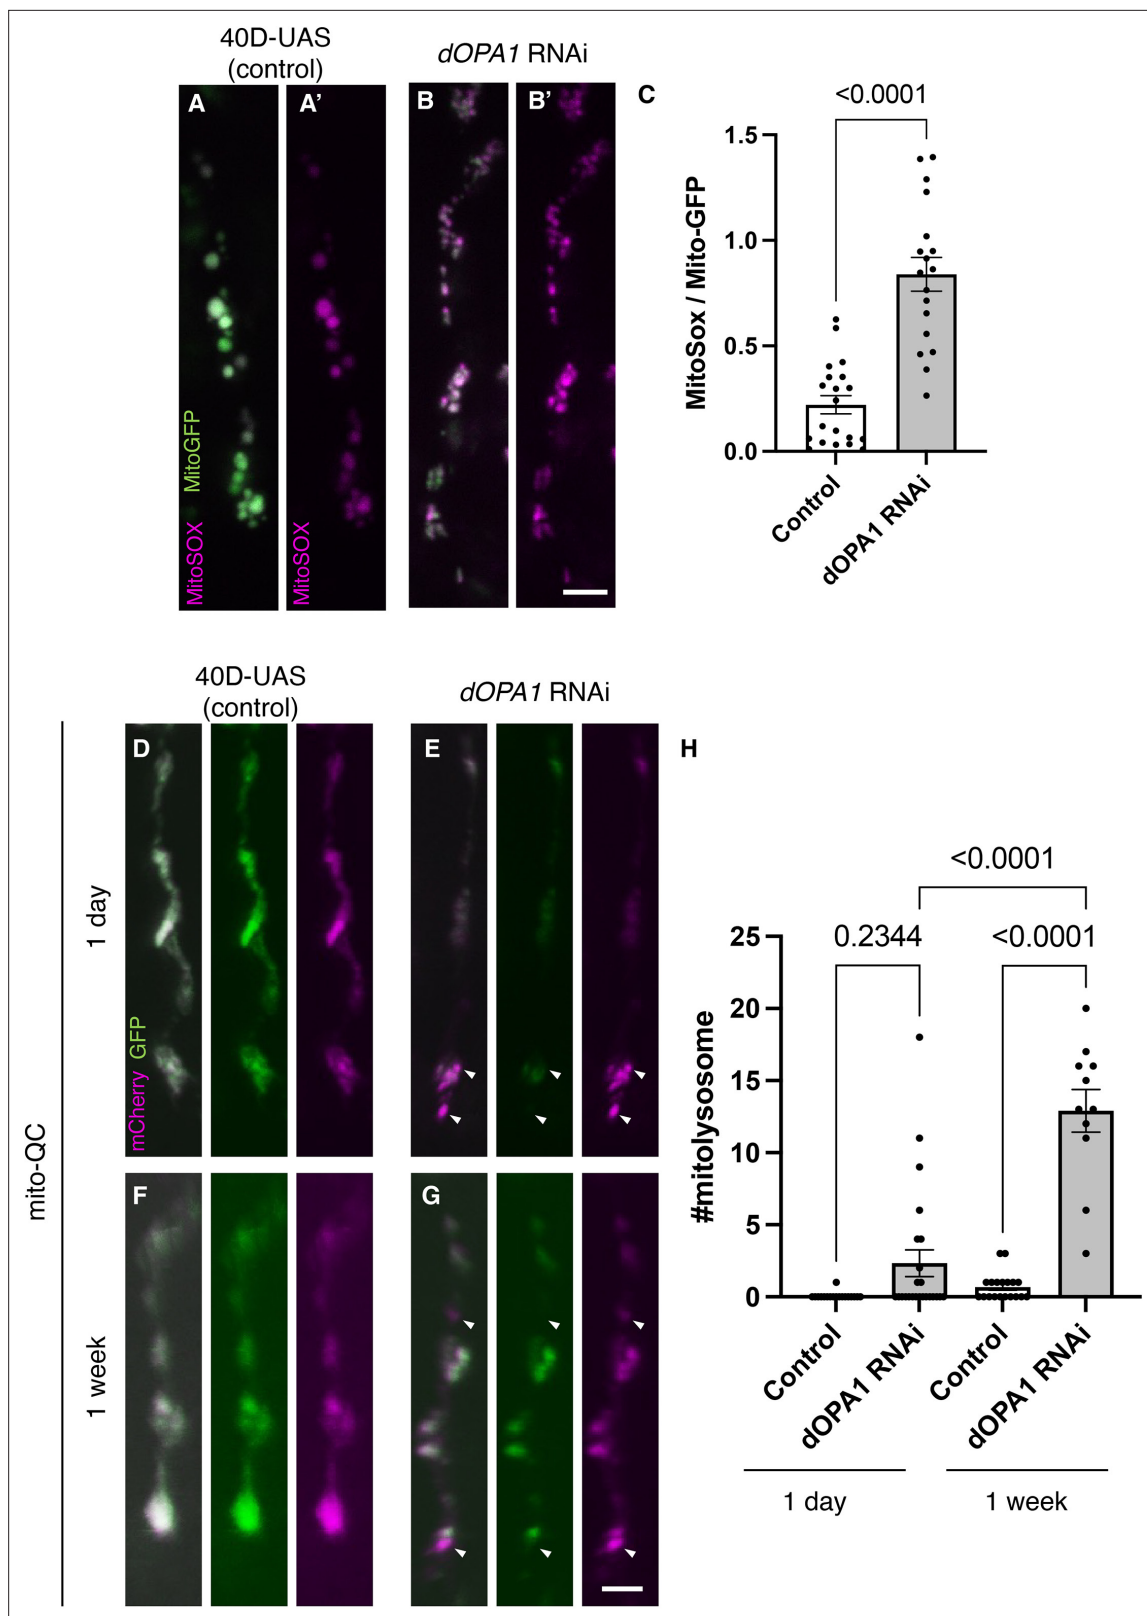 40D-UAS
(control)
dOPA1 RNAi
A
A’
B
B’
MitoSOX MitoGFP
MitoSOX
C
<0.0001
1.5
1.0
0.5
0.0
MitoSox / Mito-GFP
Control
dOPA1 RNAi
40D-UAS
(control)
dOPA1 RNAi
mito-QC
1 day
D
mCherry GFP
E
1 week
F
G
H
<0.0001
0.2344
<0.0001
25
20
15
10
5
0
#mitolysosome
Control
dOPA1 RNAi
Control
dOPA1 RNAi
1 day
1 week